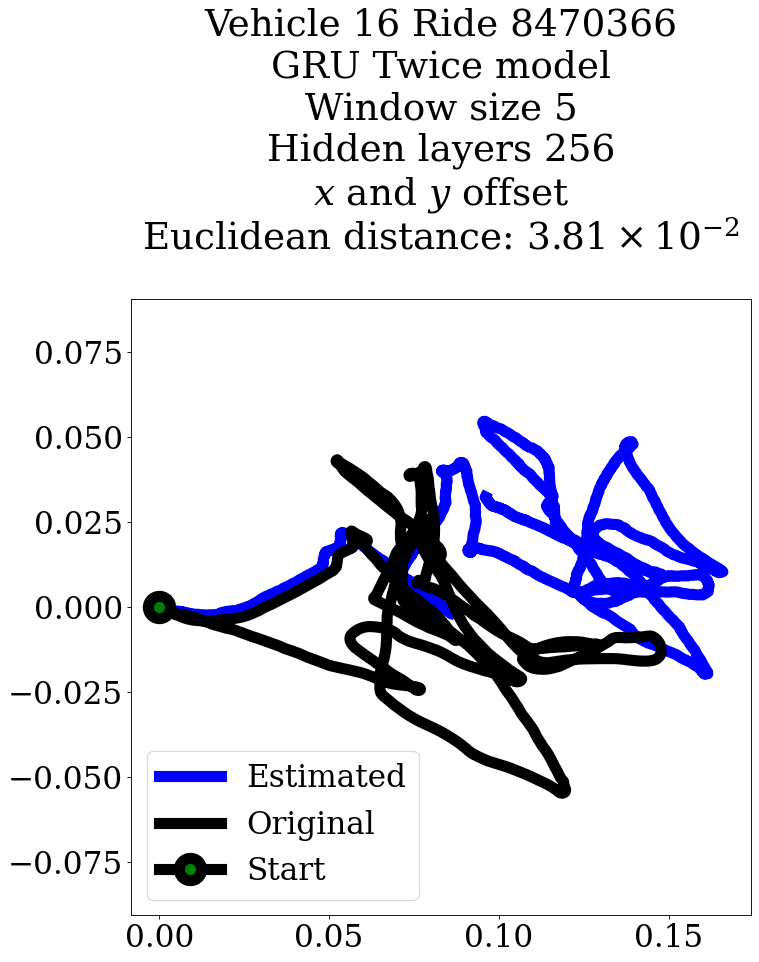 Vehicle 16 Ride 8470366
GRU Twice model
Window size 5
Hidden layers 256
x and y offset
Euclidean distance: 3.81 × 10⁻²
0.075
0.050
0.025
0.000
−0.025
−0.050
−0.075
Estimated
Original
Start
0.00 0.05 0.10 0.15